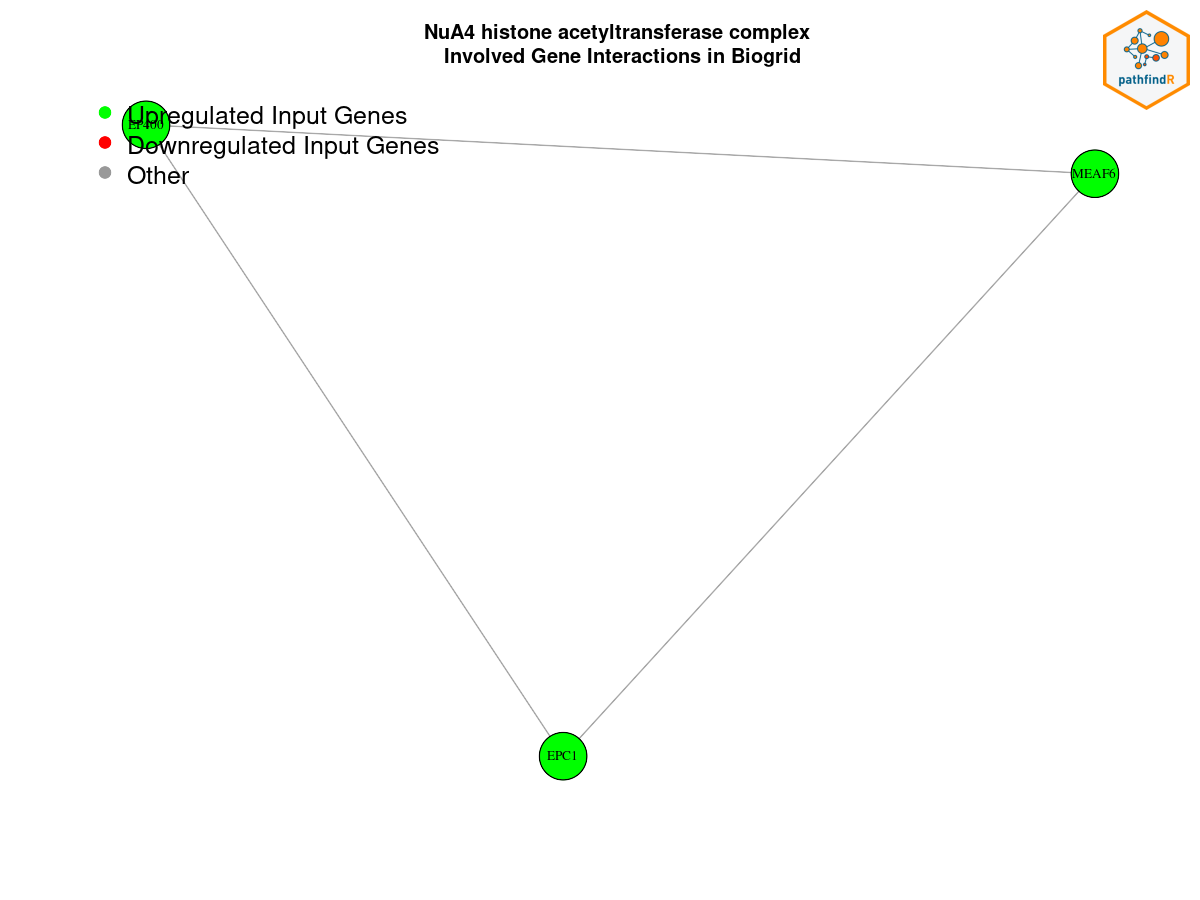 NuA4 histone acetyltransferase complex
Involved Gene Interactions in Biogrid
pathfindR
Upregulated Input Genes
EP400
Downregulated Input Genes
Other
MEAF6
EPC1